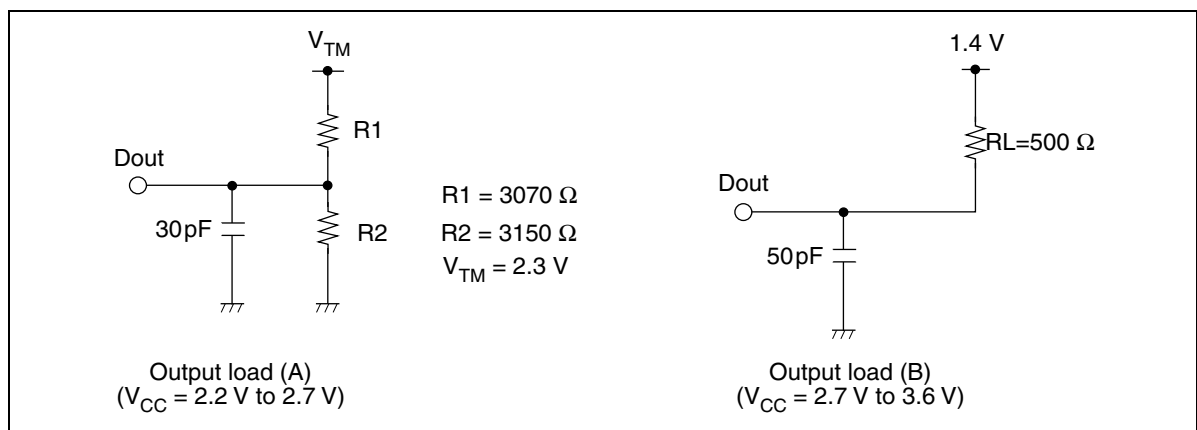 V_TM
R1
Dout
30pF
R2
R1 = 3070 Ω
R2 = 3150 Ω
V_TM = 2.3 V
Output load (A)
(V_CC = 2.2 V to 2.7 V)
1.4 V
RL=500 Ω
Dout
50pF
Output load (B)
(V_CC = 2.7 V to 3.6 V)